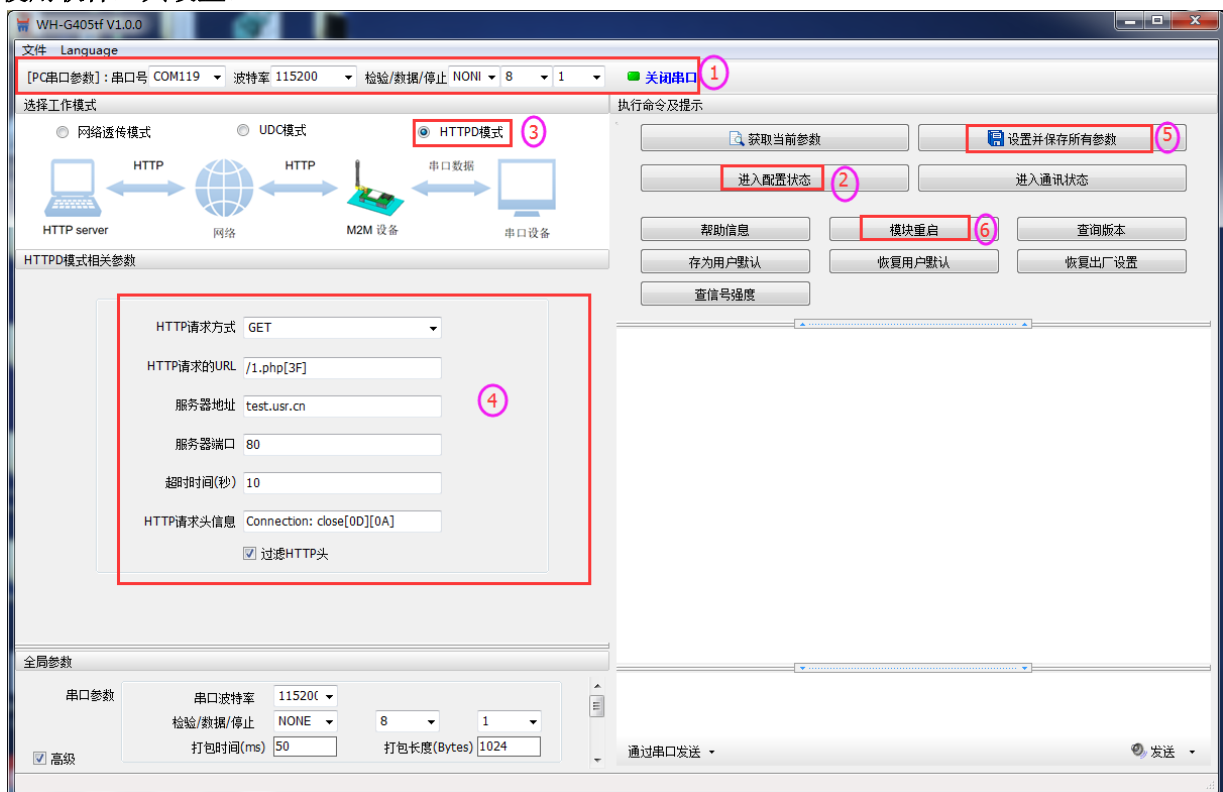 WH-G405tf V1.0.0
文件 Language
[PC串口参数]：串口号 COM119 波特率 115200 检验/数据/停止 NONI 8 1 关闭串口 1
选择工作模式
网络透传模式 UDC模式 HTTPD模式 3
HTTP HTTP 串口数据
HTTP server 网络 M2M 设备 串口设备
HTTPD模式相关参数
HTTP请求方式 GET
HTTP请求的URL /1.php[3F]
服务器地址 test.usr.cn
4
服务器端口 80
超时时间(秒) 10
HTTP请求头信息 Connection: close[0D][0A]
过滤HTTP头
全局参数
串口参数 串口波特率 115200
检验/数据/停止 NONE 8 1
打包时间(ms) 50 打包长度(Bytes) 1024
高级
执行命令及提示
获取当前参数 设置并保存所有参数 5
进入配置状态 2 进入通讯状态
帮助信息 模块重启 6 查询版本
存为用户默认 恢复用户默认 恢复出厂设置
查信号强度
通过串口发送 发送